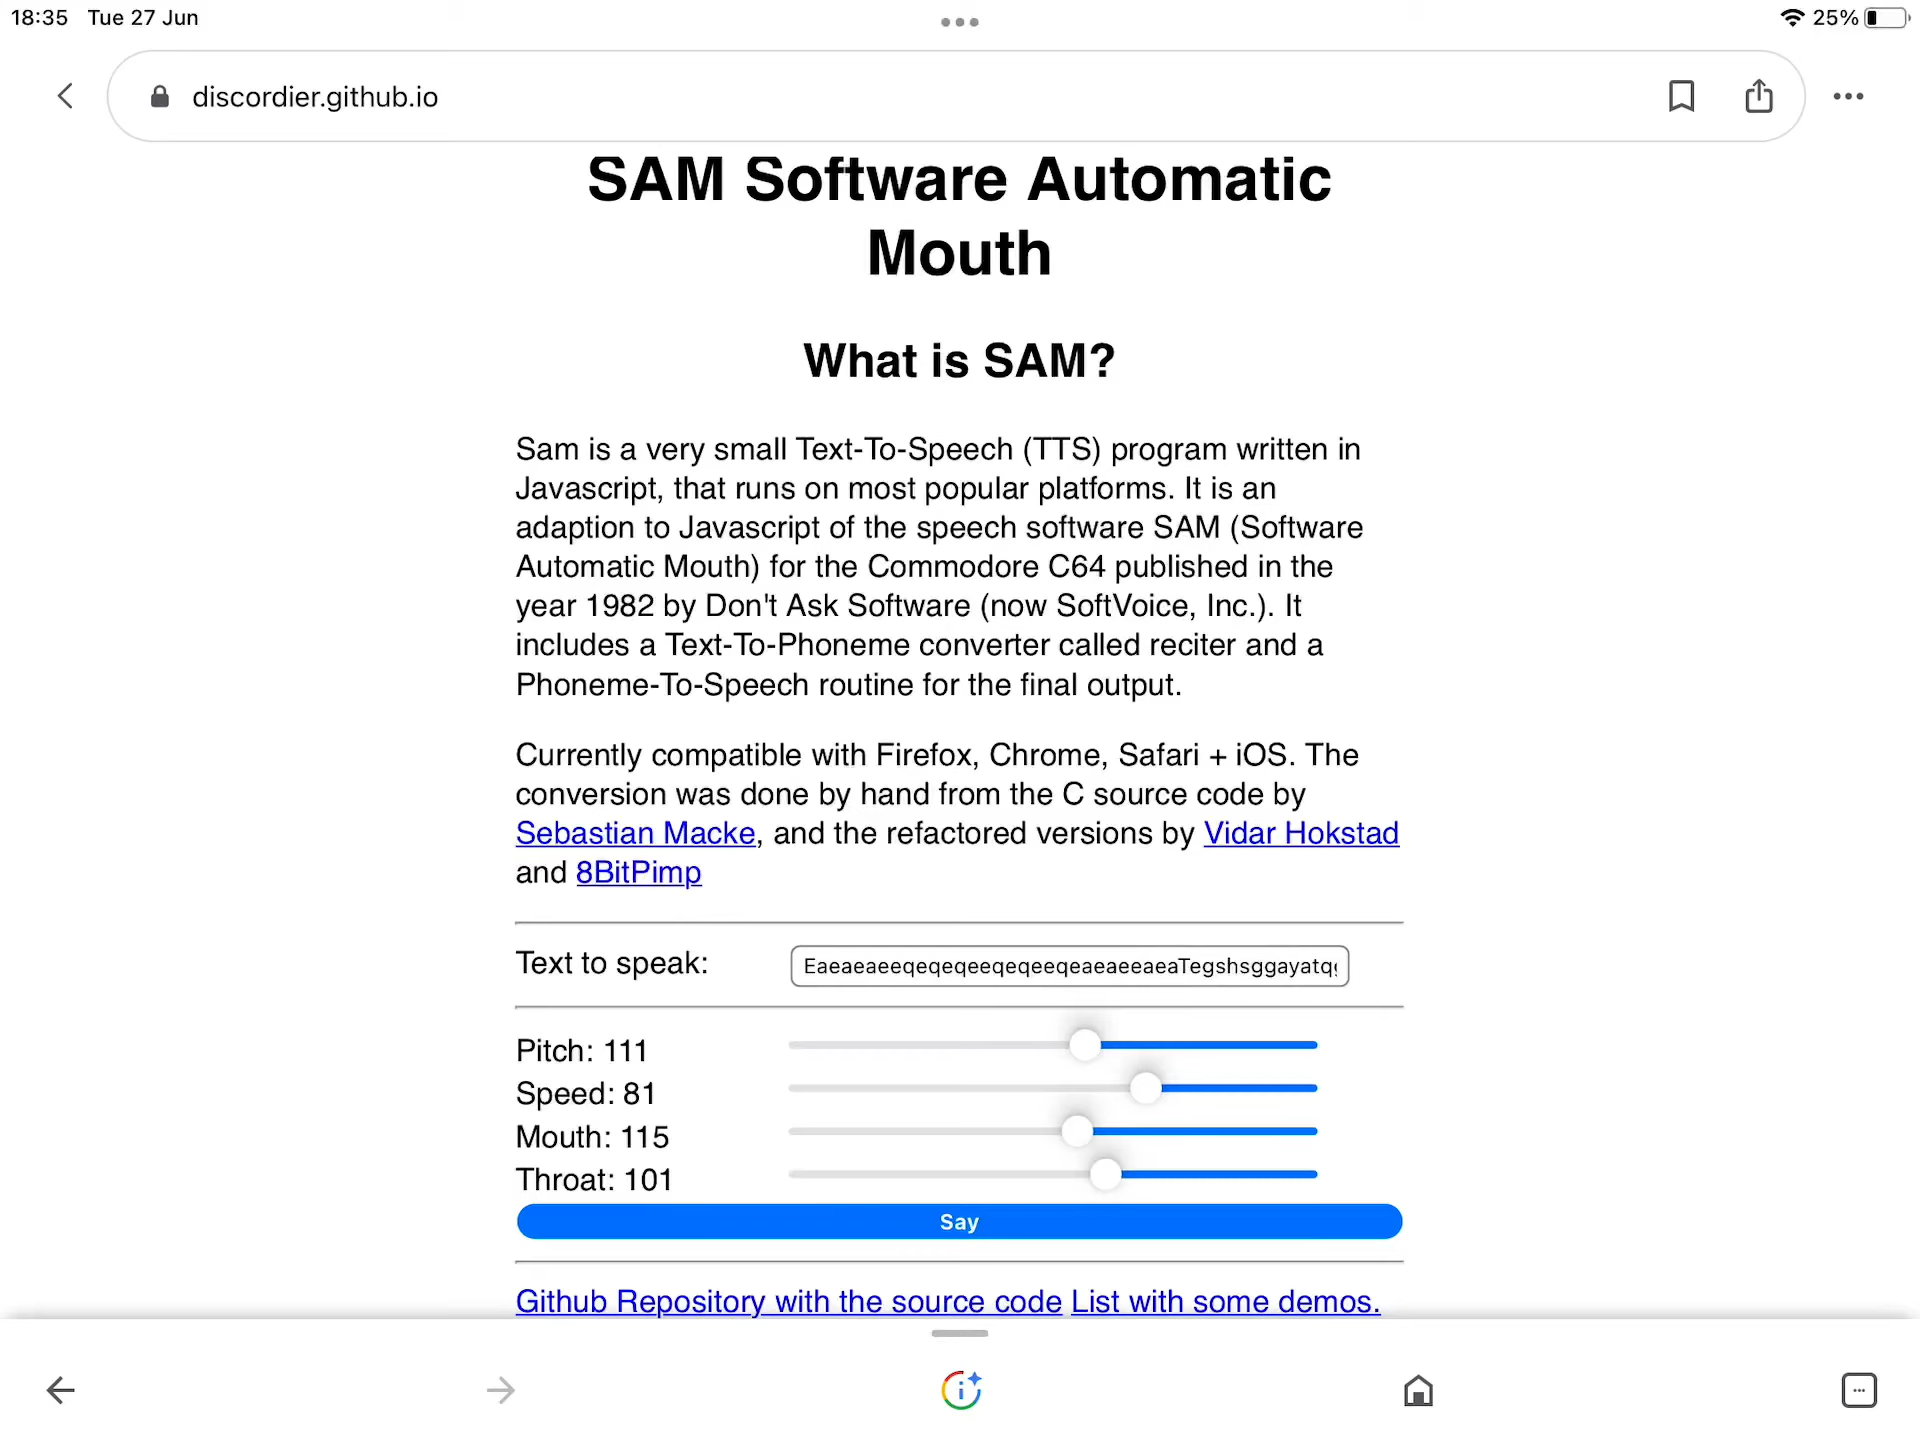 18:35 Tue 27 Jun
25%
discordier.github.io
SAM Software Automatic
Mouth
What is SAM?
Sam is a very small Text-To-Speech (TTS) program written in
Javascript, that runs on most popular platforms. It is an
adaption to Javascript of the speech software SAM (Software
Automatic Mouth) for the Commodore C64 published in the
year 1982 by Don't Ask Software (now SoftVoice, Inc.). It
includes a Text-To-Phoneme converter called reciter and a
Phoneme-To-Speech routine for the final output.
Currently compatible with Firefox, Chrome, Safari + iOS. The
conversion was done by hand from the C source code by
Sebastian Macke, and the refactored versions by Vidar Hokstad
and 8BitPimp
Text to speak: EaeaeaeeqeqeqeeqeqeeqeaeaeeaeaTegshsggayatq
Pitch: 111
Speed: 81
Mouth: 115
Throat: 101
Say
Github Repository with the source code List with some demos.